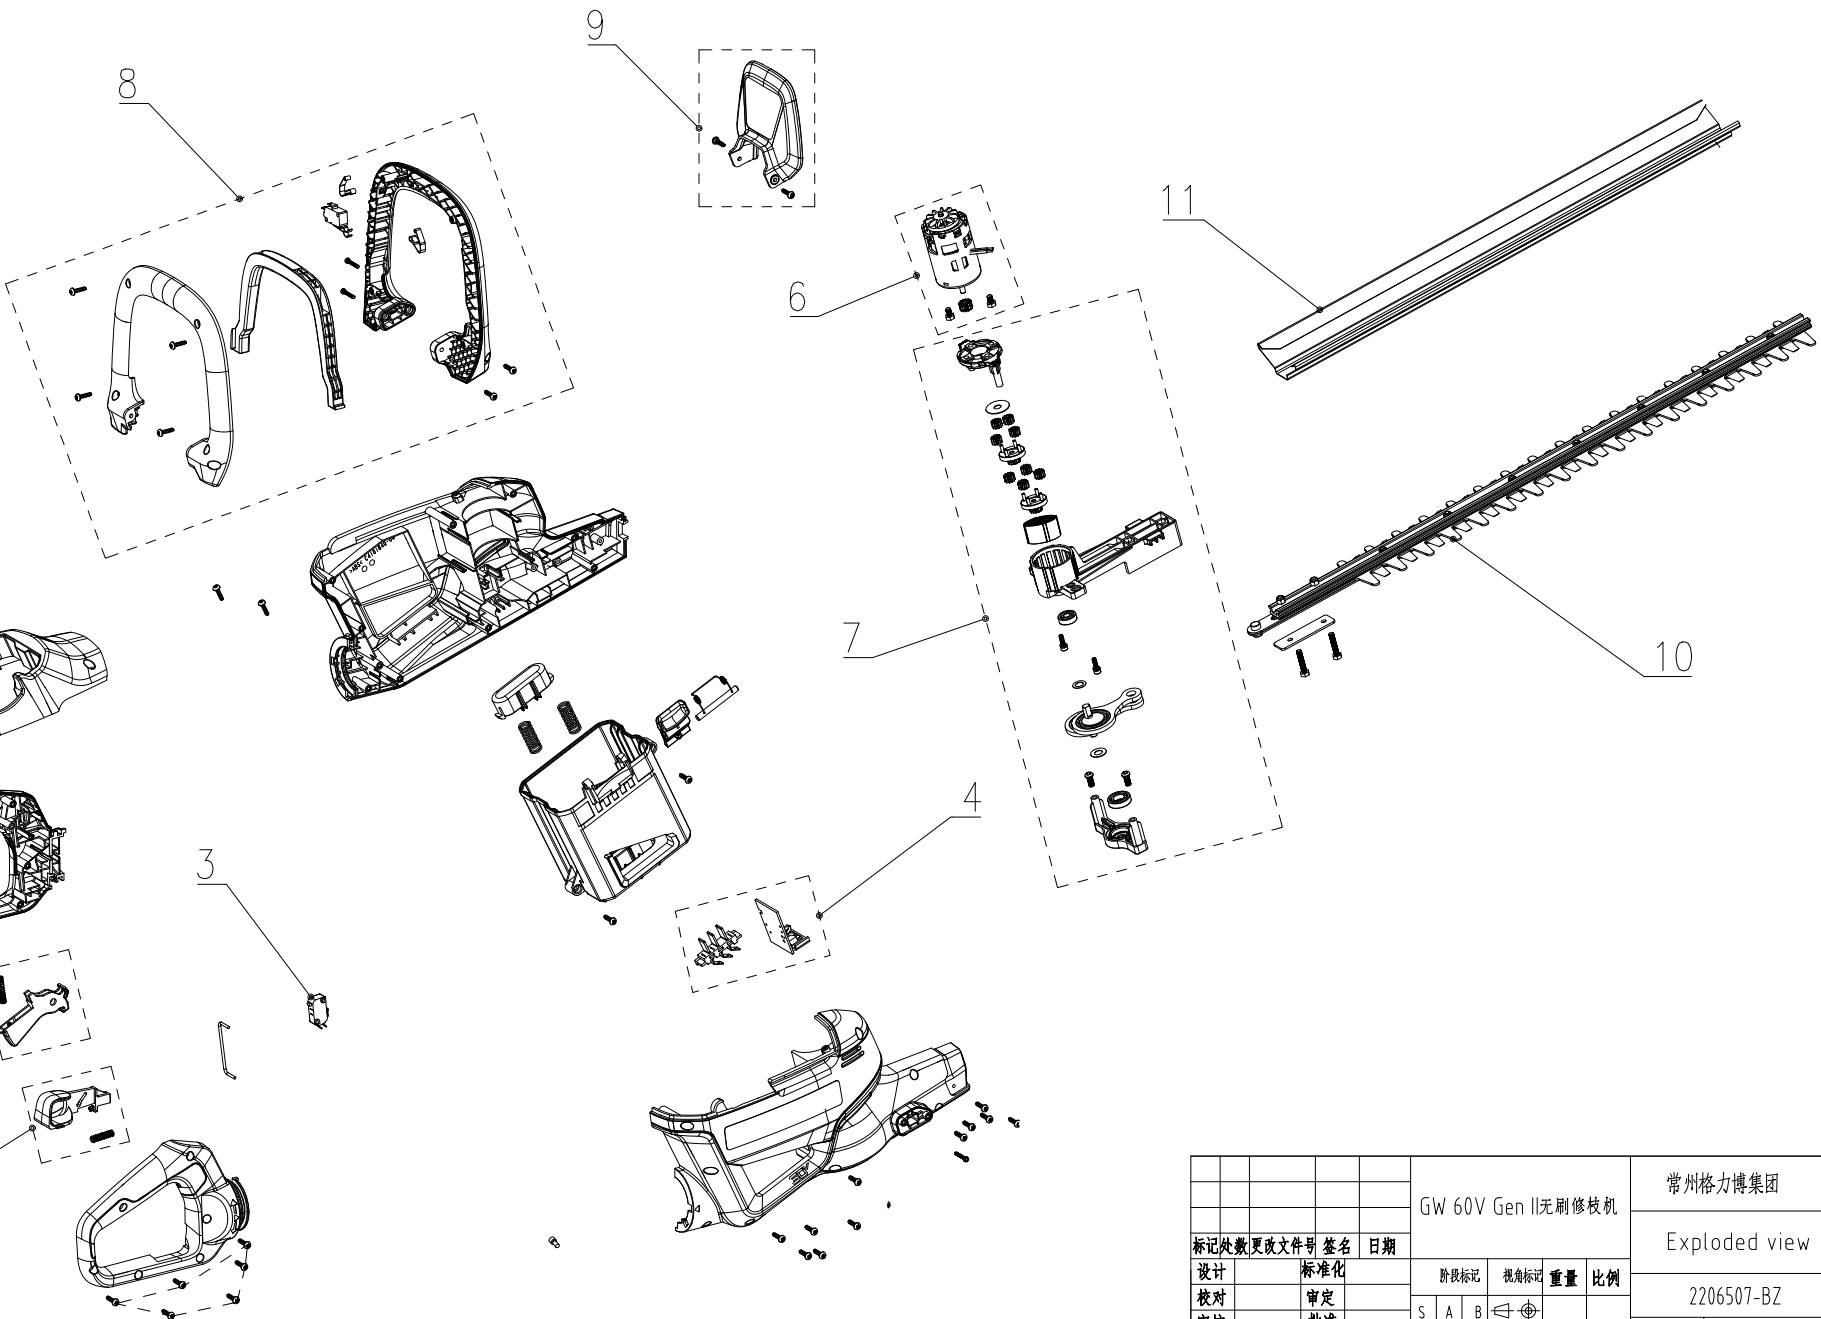 9
8
11
6
7
10
4
3
常州格力博集团
GW 60V Gen II无刷修枝机
Exploded view
标记 处数 更改文件号 签名 日期
设计 标准化
阶段标记 视角标记 重量 比例
校对 审定
2206507-BZ
S A B